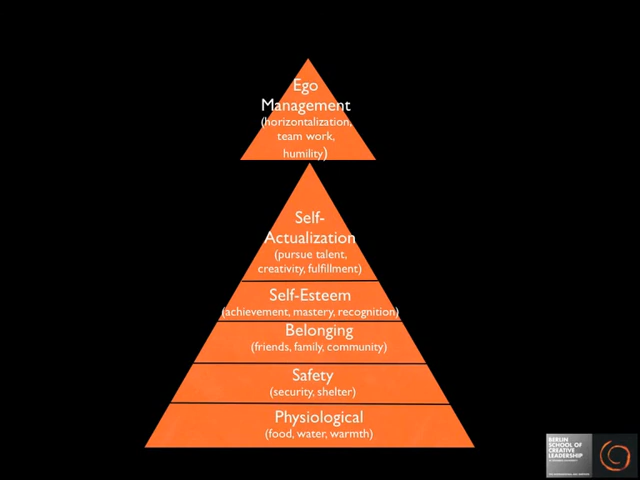 Ego
Management
(horizontalization,
team work,
humility)
Self-
Actualization
(pursue talent,
creativity, fulfillment)
Self-Esteem
(achievement, mastery, recognition)
Belonging
(friends, family, community)
Safety
(security, shelter)
Physiological
(food, water, warmth)
BERLIN
SCHOOL OF
CREATIVE
LEADERSHIP